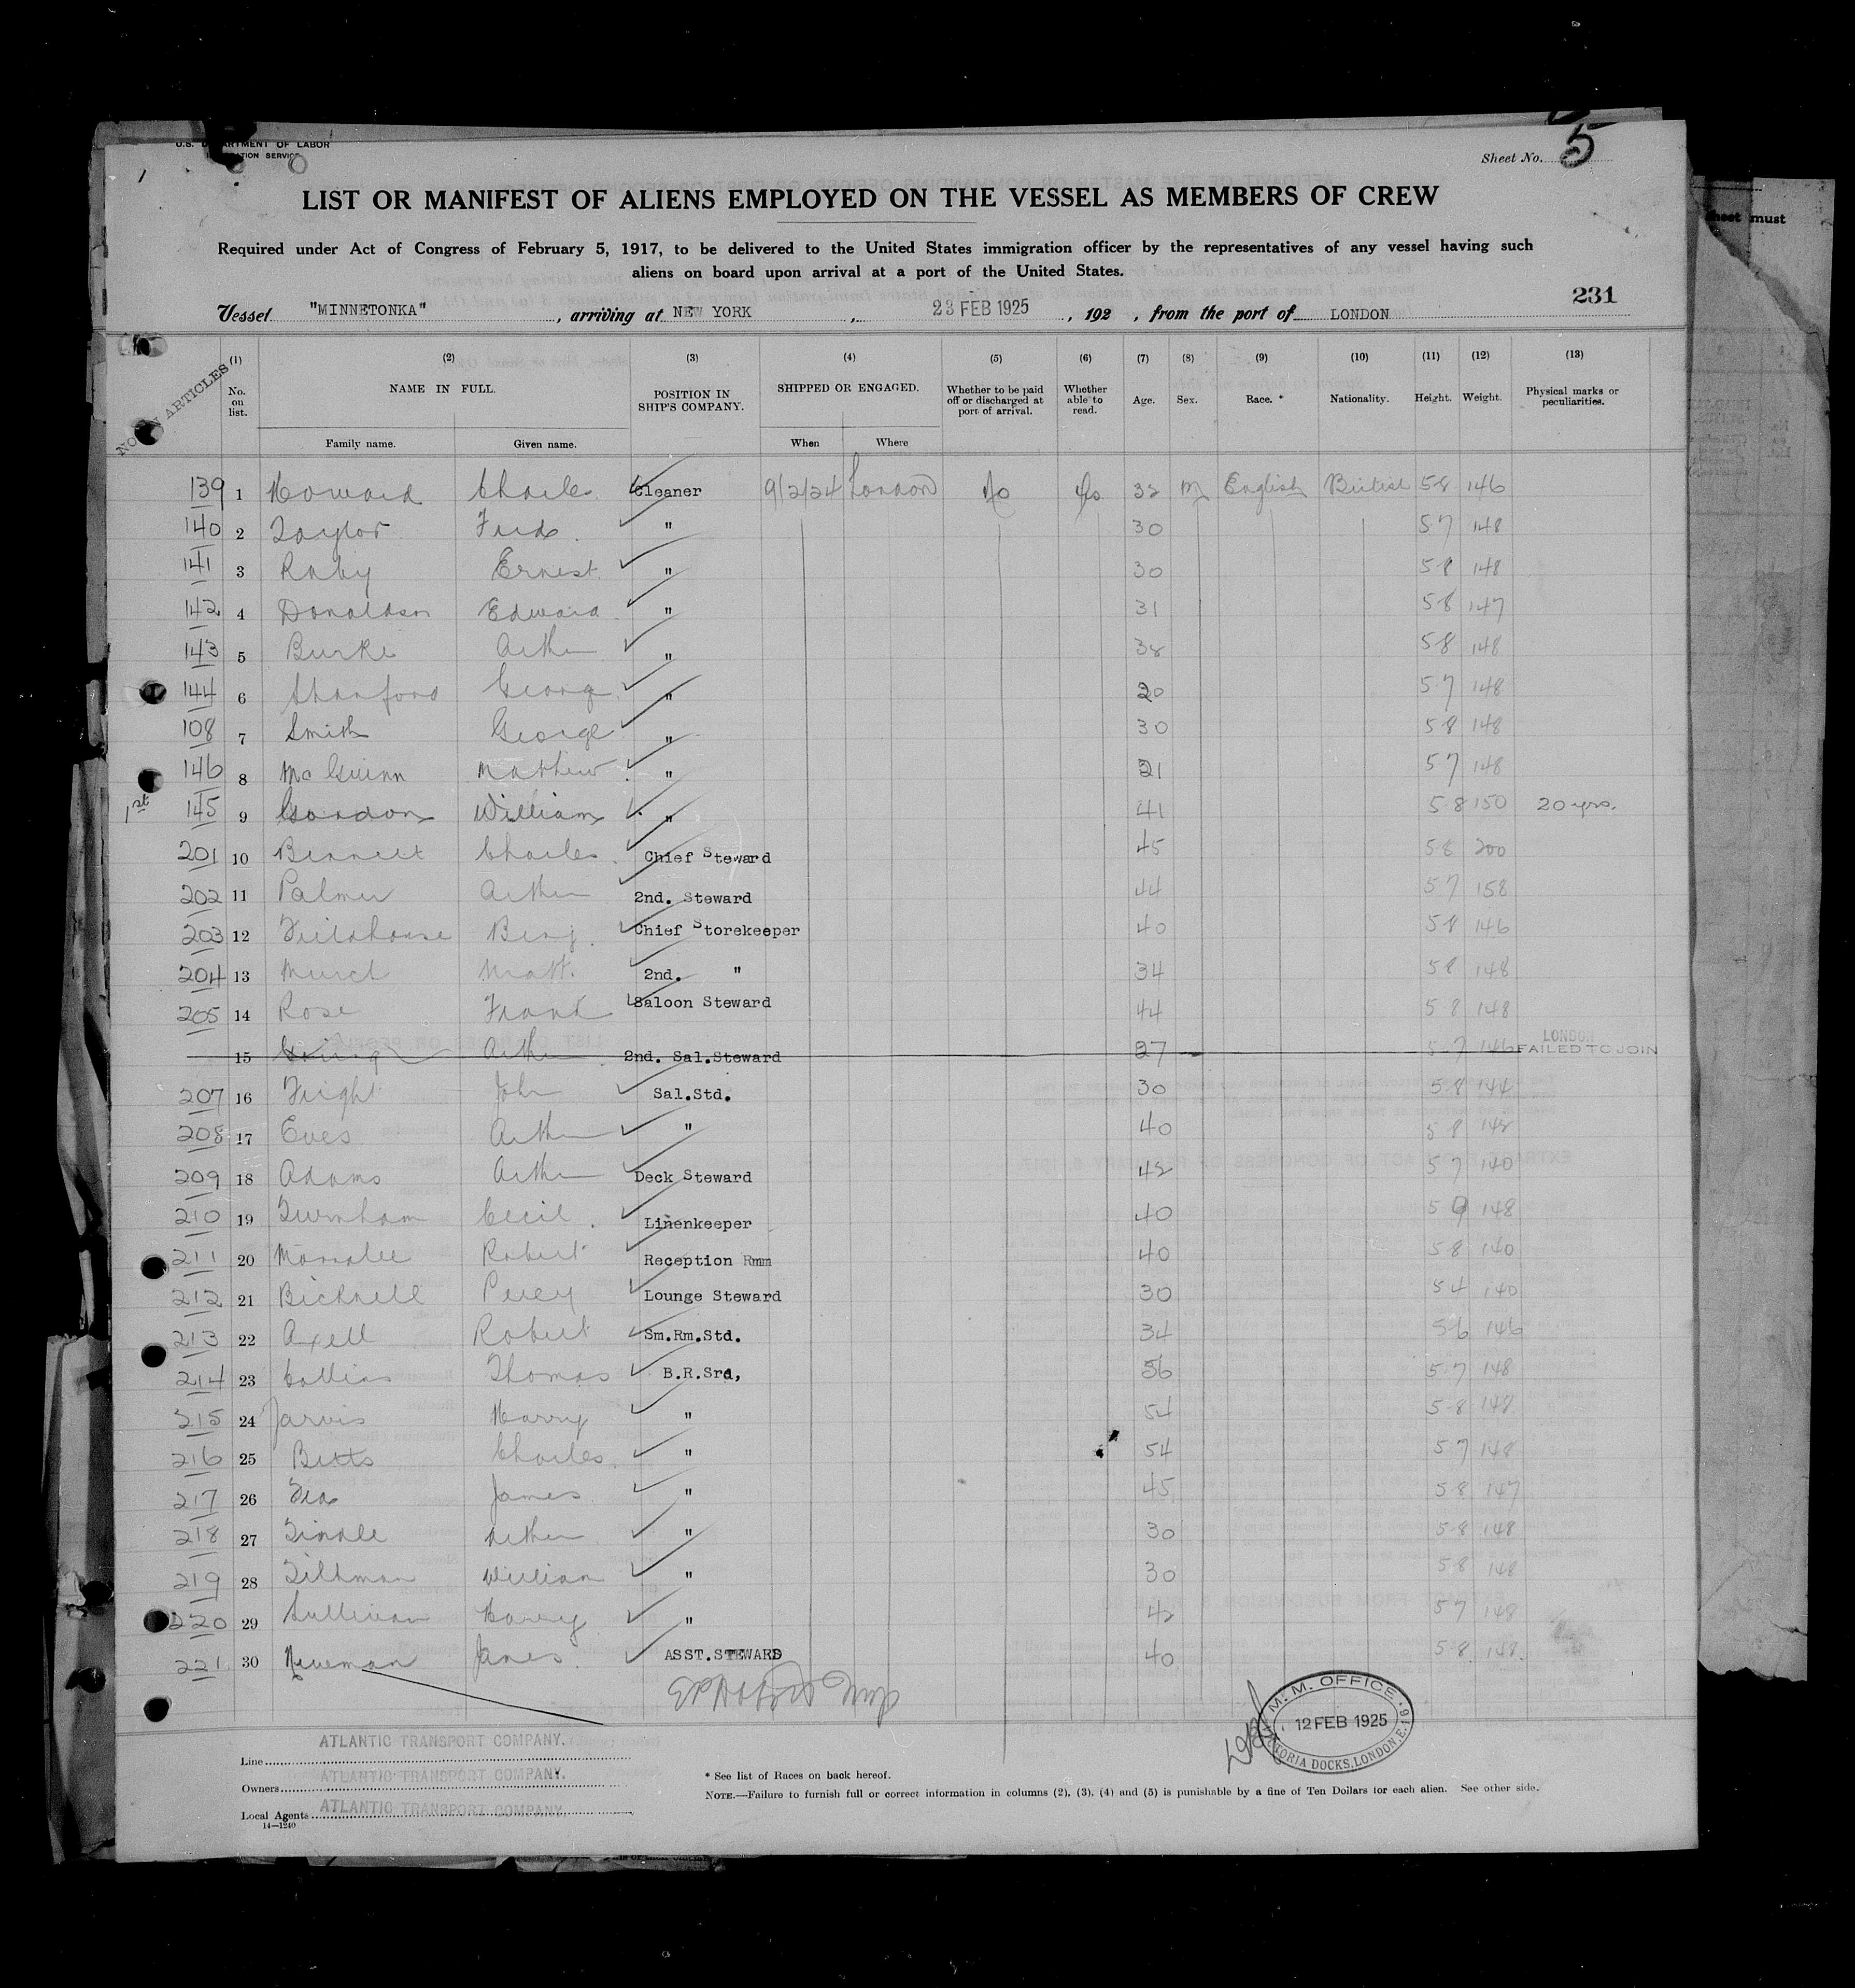 U.S. DEPARTMENT OF LABOR
IMMIGRATION SERVICE
Sheet No. 5
LIST OR MANIFEST OF ALIENS EMPLOYED ON THE VESSEL AS MEMBERS OF CREW
Required under Act of Congress of February 5, 1917, to be delivered to the United States immigration officer by the representatives of any vessel having such
aliens on board upon arrival at a port of the United States.
231
Vessel "MINNETONKA", arriving at NEW YORK, 23 FEB 1925, 192 , from the port of LONDON
NO. ON ARTICLES
(1) (2) (3) (4) (5) (6) (7) (8) (9) (10) (11) (12) (13)
No. on list. NAME IN FULL. POSITION IN SHIP'S COMPANY. SHIPPED OR ENGAGED. Whether to be paid off or discharged at port of arrival. Whether able to read. Age. Sex. Race. * Nationality. Height. Weight. Physical marks or peculiarities.
Family name. Given name. When Where
139 1 Howard Charles Cleaner 9/2/24 London No Yes 32 M English British 5-8 146
140 2 Taylor Fred " 30 5-7 148
141 3 Raby Ernest " 30 5-8 148
142 4 Donaldson Edward " 31 5-8 147
143 5 Burke Arthur " 38 5-8 148
144 6 Stanford George " 20 5-7 148
108 7 Smith George " 30 5-8 148
146 8 McGuinn Mathew " 21 5-7 148
1st 145 9 Gordon William " 41 5-8 150 20 yrs.
201 10 Bennett Charles Chief Steward 45 5-8 200
202 11 Palmer Arthur 2nd. Steward 44 5-7 158
203 12 Fieldhouse Benj. Chief Storekeeper 40 5-8 146
204 13 Murch Matt. 2nd. " 34 5-8 148
205 14 Rose Frank Saloon Steward 44 5-8 148
15 Arthur 2nd. Sal.Steward 27 5-7 146 LONDON FAILED TO JOIN
207 16 Fright John Sal.Std. 30 5-8 144
208 17 Eves Arthur " 40 5-8 148
209 18 Adams Arthur Deck Steward 42 5-7 140
210 19 Turnham Cecil Linenkeeper 40 5 148
211 20 Robert Reception Rmm 40 5-8 140
212 21 Bicknell Percy Lounge Steward 30 5-4 140
213 22 Axell Robert Sm.Rm.Std. 34 5-6 146
214 23 Collins Thomas B.R.Srd, 56 5-7 148
215 24 Jarvis Harry " 54 5-8 148
216 25 Betts Charles " 54 5-7 148
217 26 James " 45 5-8 147
218 27 Tindle Arthur " 30 5-8 148
219 28 Tillman William " 30 5-8 148
220 29 Sullivan Harry " 42 5-7 148
221 30 Newman James ASST.STEWARD 40 5-8 148
M. M. OFFICE
12 FEB 1925
VICTORIA DOCKS, LONDON, E.16
Line ATLANTIC TRANSPORT COMPANY.
Owners ATLANTIC TRANSPORT COMPANY.
Local Agents ATLANTIC TRANSPORT COMPANY
14—1240
* See list of Races on back hereof.
NOTE.—Failure to furnish full or correct information in columns (2), (3), (4) and (5) is punishable by a fine of Ten Dollars for each alien. See other side.
sheet must